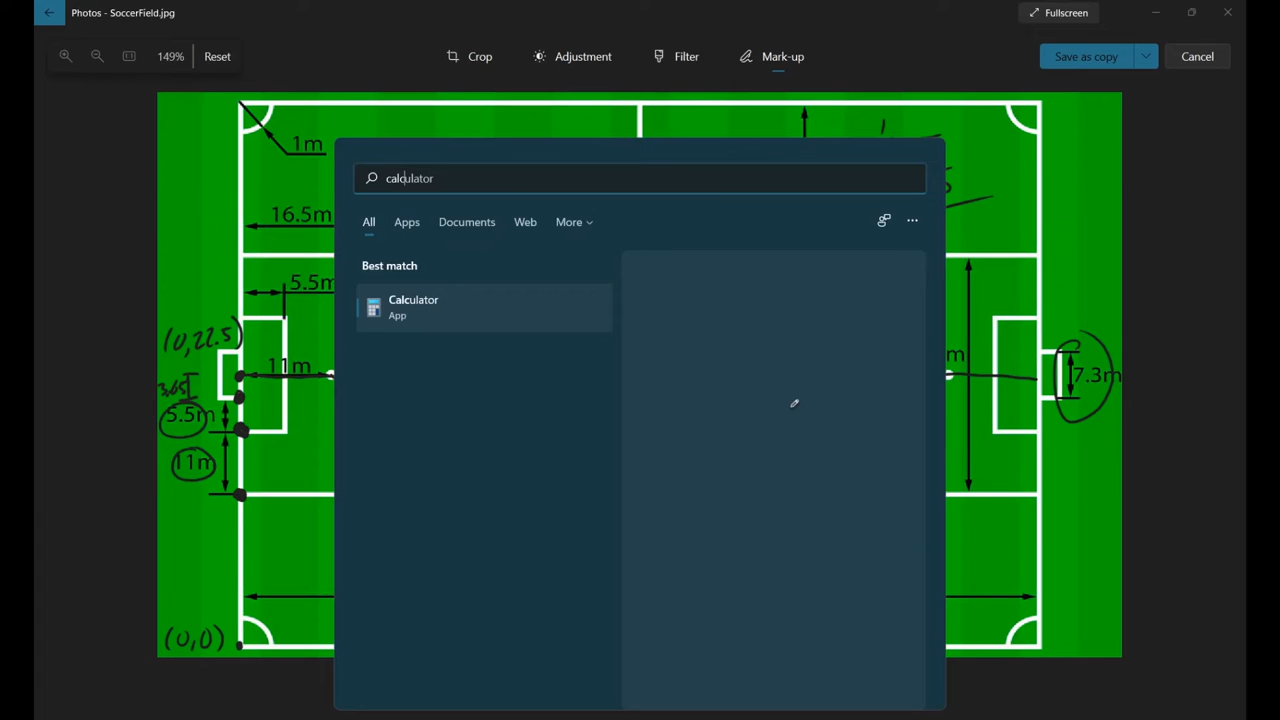 Photos - SoccerField.jpg
Fullscreen
149%
Reset
Crop
Adjustment
Filter
Mark-up
Save as copy
Cancel
1m
calculator
16.5m
All
Apps
Documents
Web
More
Best match
5.5m
Calculator
App
(0,22.5)
11m
m
7.3m
3.65
5.5m
11m
(0,0)